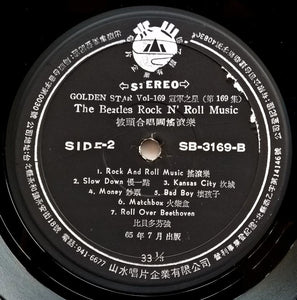 STEREO
GOLDEN STAR Vol-169 冠軍之星(第169集)
The Beatles Rock N' Roll Music
披頭合唱團搖滾樂
SIDE-2
SB-3169-B
1. Rock And Roll Music 搖滾樂
2. Slow Down 慢一點 3. Kansas City 坎城
4. Money 鈔票 5. Bad Boy 壞孩子
6. Matchbox 火柴盒
7. Roll Over Beethoven
比貝多芬強
65 年 7 月 出版
33⅓
山水唱片企業有限公司